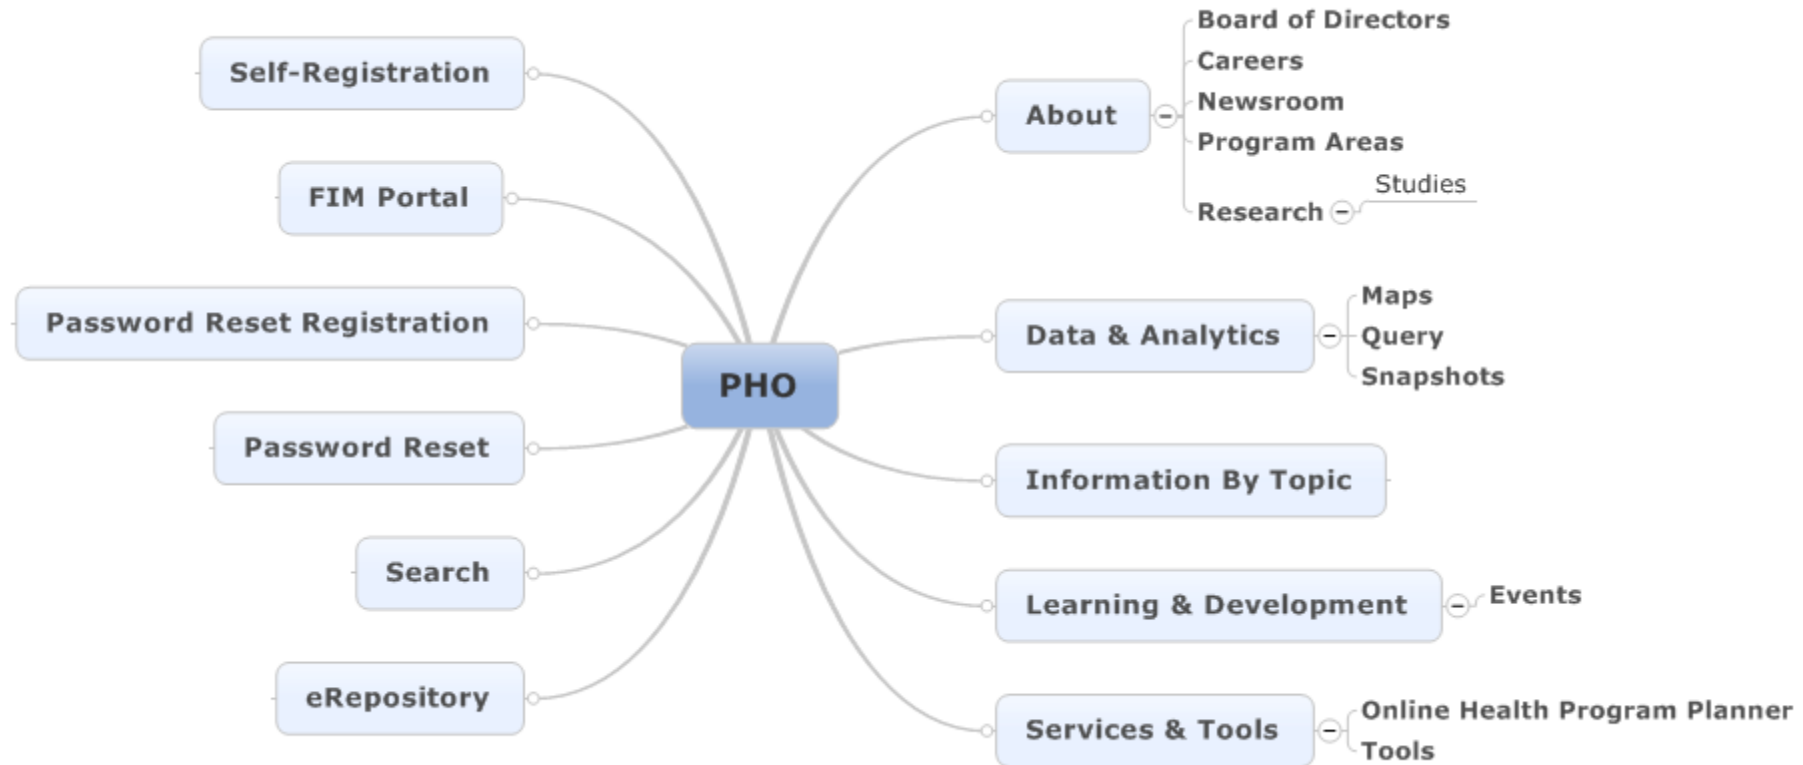 Self-Registration
FIM Portal
Password Reset Registration
Password Reset
Search
eRepository
PHO
About
Board of Directors
Careers
Newsroom
Program Areas
Research
Studies
Data & Analytics
Maps
Query
Snapshots
Information By Topic
Learning & Development
Events
Services & Tools
Online Health Program Planner
Tools